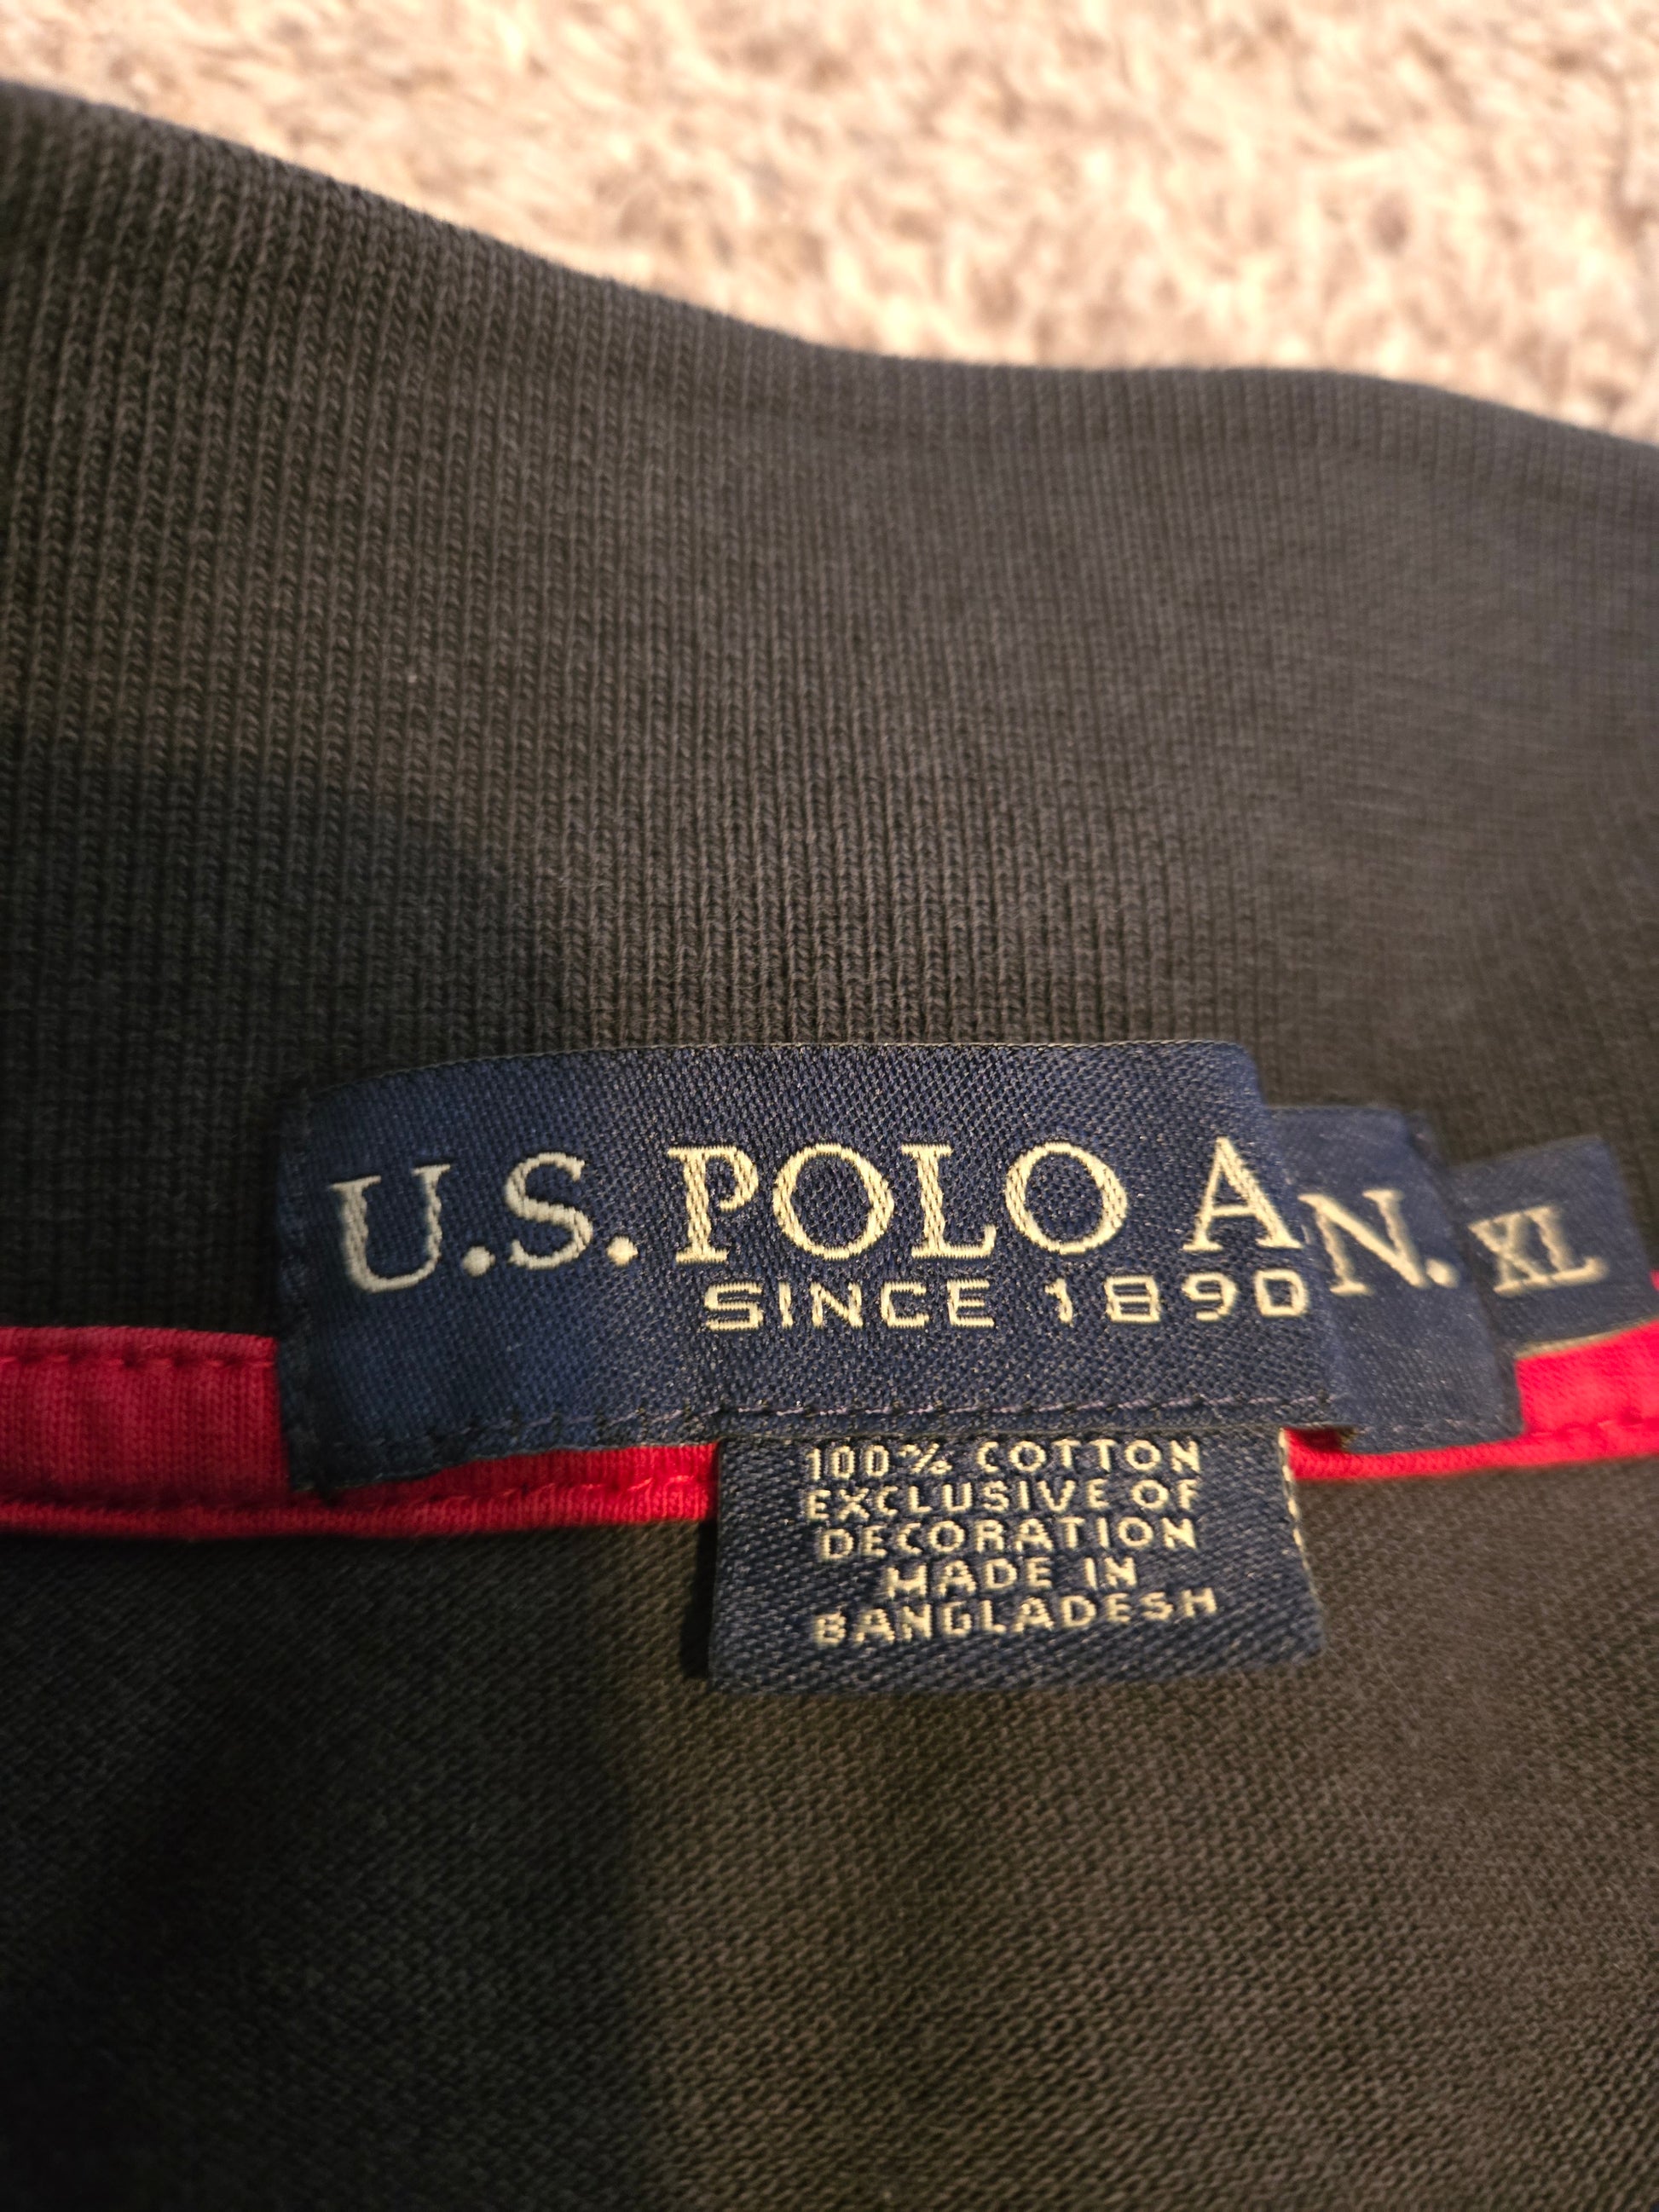 U.S. POLO A N.
XL
SINCE 1890
100% COTTON
EXCLUSIVE OF
DECORATION
MADE IN
BANGLADESH